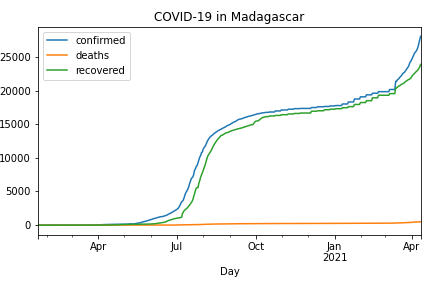 COVID-19 in Madagascar
confirmed
deaths
recovered
25000
20000
15000
10000
5000
0
Apr
Jul
Oct
Jan
2021
Apr
Day